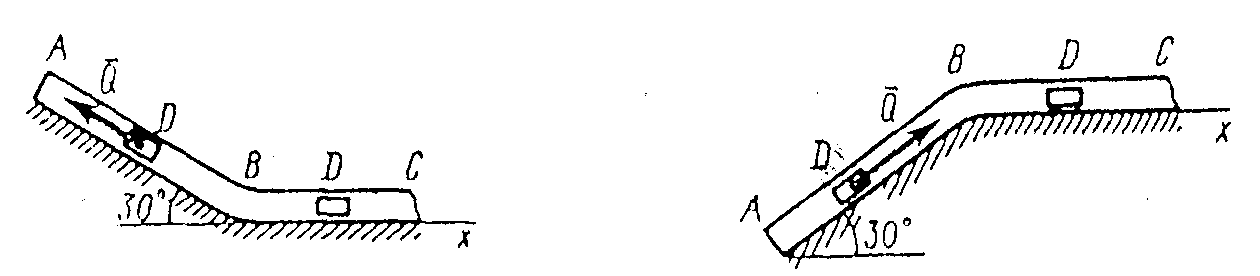 A Q̄ D B D C
30° x
B D C
Q̄ D x
A 30°